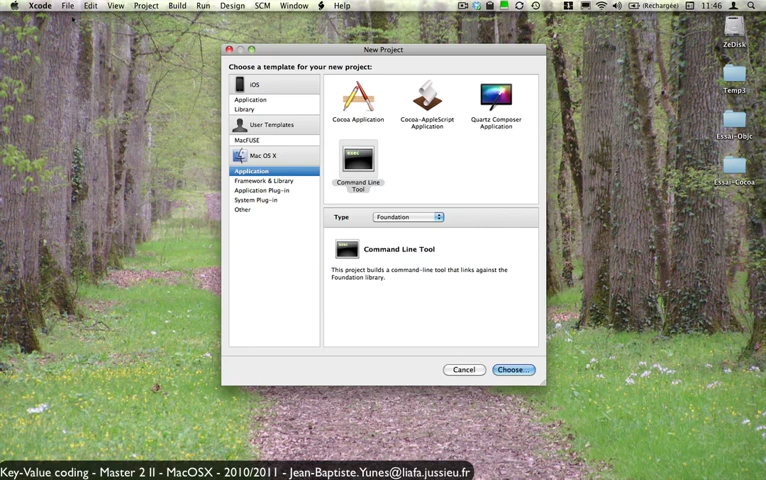 Xcode File Edit View Project Build Run Design SCM Window Help (Rechargée) 11:46
New Project
Choose a template for your new project:
iOS
Application
Library
User Templates
MacFUSE
Mac OS X
Application
Framework & Library
Application Plug-in
System Plug-in
Other
Cocoa Application
Cocoa-AppleScript
Application
Quartz Composer
Application
Command Line
Tool
Type Foundation
Command Line Tool
This project builds a command-line tool that links against the
Foundation library.
Cancel Choose...
ZeDisk
Temp3
Essai-Objc
Essai-Cocoa
Key-Value coding - Master 2 II - MacOSX - 2010/2011 - Jean-Baptiste.Yunes@liafa.jussieu.fr